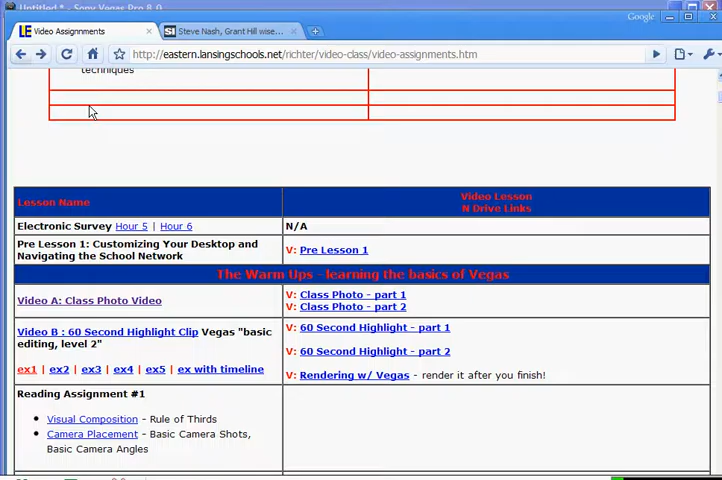 Untitled * - Sony Vegas Pro 8.0
Google
Video Assignments
Steve Nash, Grant Hill wise...
http://eastern.lansingschools.net/richter/video-class/video-assignments.htm
techniques
Lesson Name
Video Lesson
N Drive Links
Electronic Survey Hour 5 | Hour 6
N/A
Pre Lesson 1: Customizing Your Desktop and
Navigating the School Network
V: Pre Lesson 1
The Warm Ups - learning the basics of Vegas
Video A: Class Photo Video
V: Class Photo - part 1
V: Class Photo - part 2
Video B : 60 Second Highlight Clip Vegas "basic
editing, level 2"
ex1 | ex2 | ex3 | ex4 | ex5 | ex with timeline
V: 60 Second Highlight - part 1
V: 60 Second Highlight - part 2
V: Rendering w/ Vegas - render it after you finish!
Reading Assignment #1
Visual Composition - Rule of Thirds
Camera Placement - Basic Camera Shots,
Basic Camera Angles